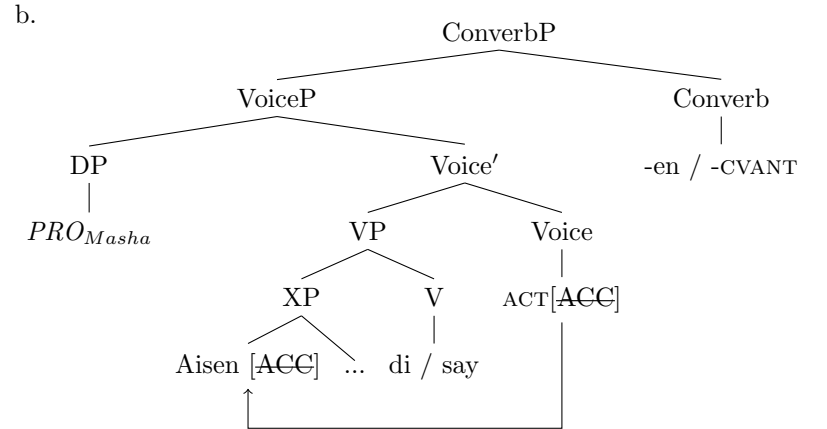 b.
ConverbP
VoiceP Converb
DP Voice′ -en / -CVANT
PRO_Masha VP Voice
XP V ACT[ACC]
Aisen [ACC] ... di / say